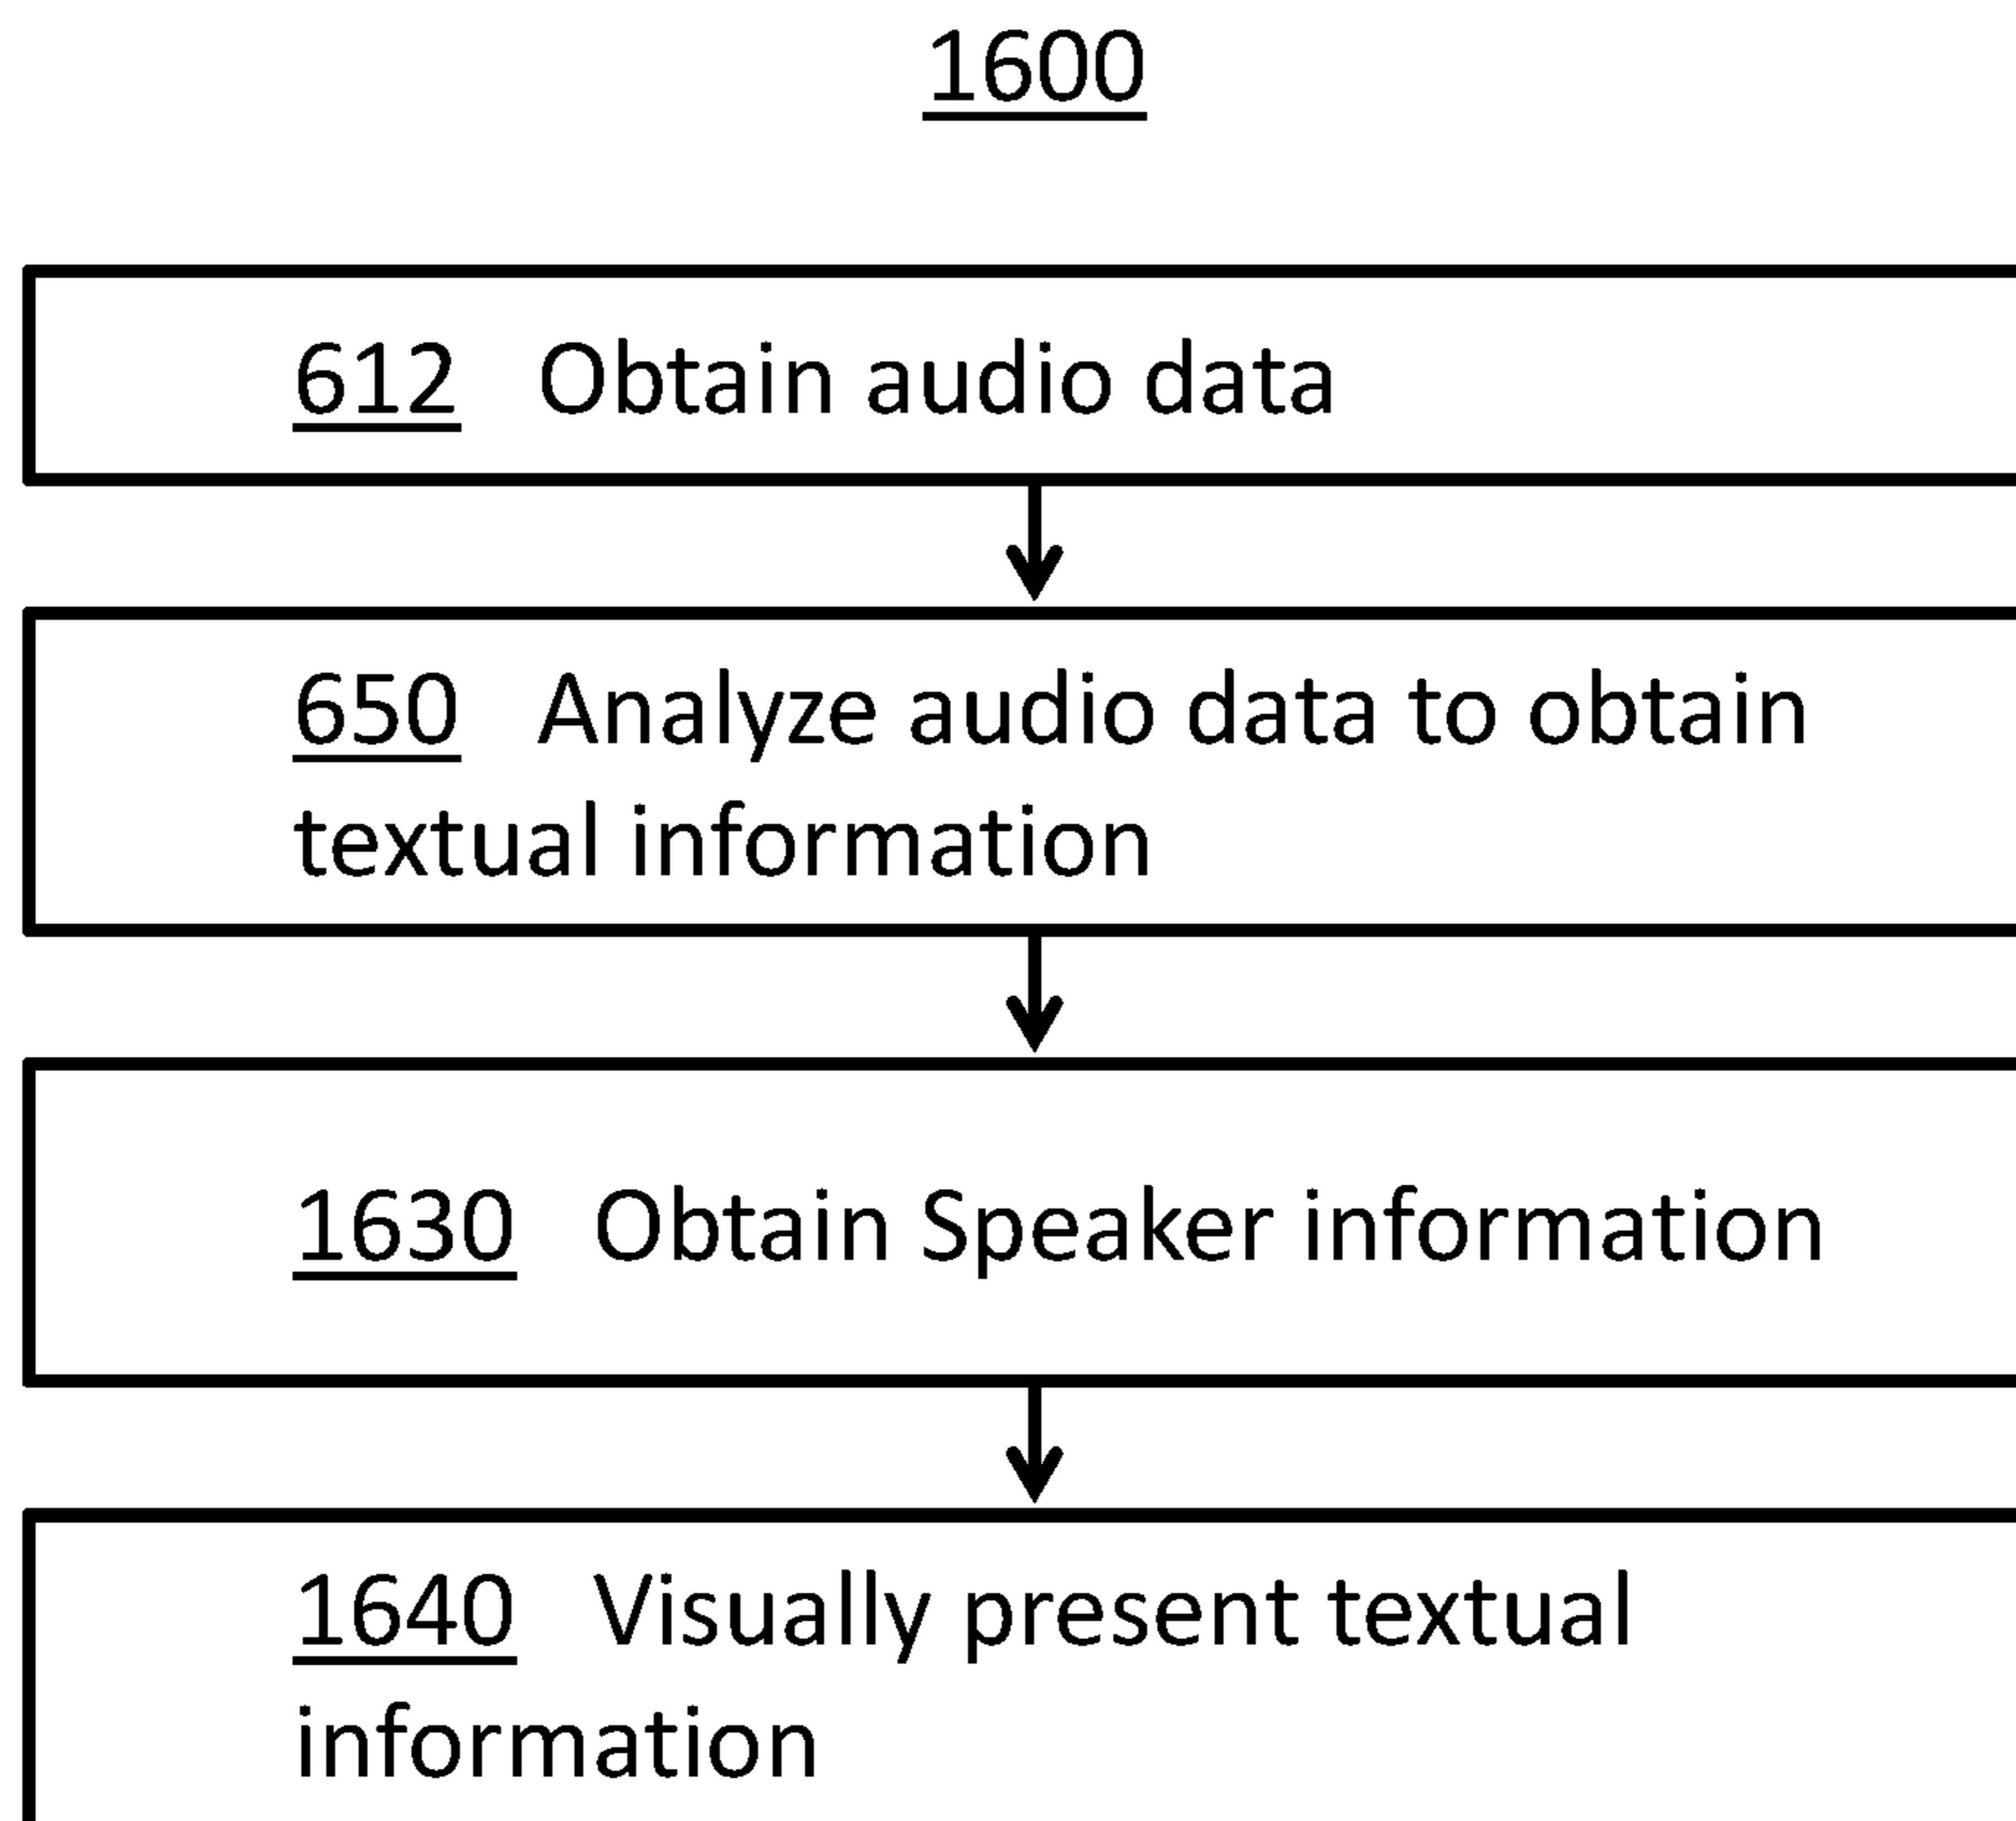 1600
612 Obtain audio data
650 Analyze audio data to obtain
textual information
1630 Obtain Speaker information
1640 Visually present textual
information